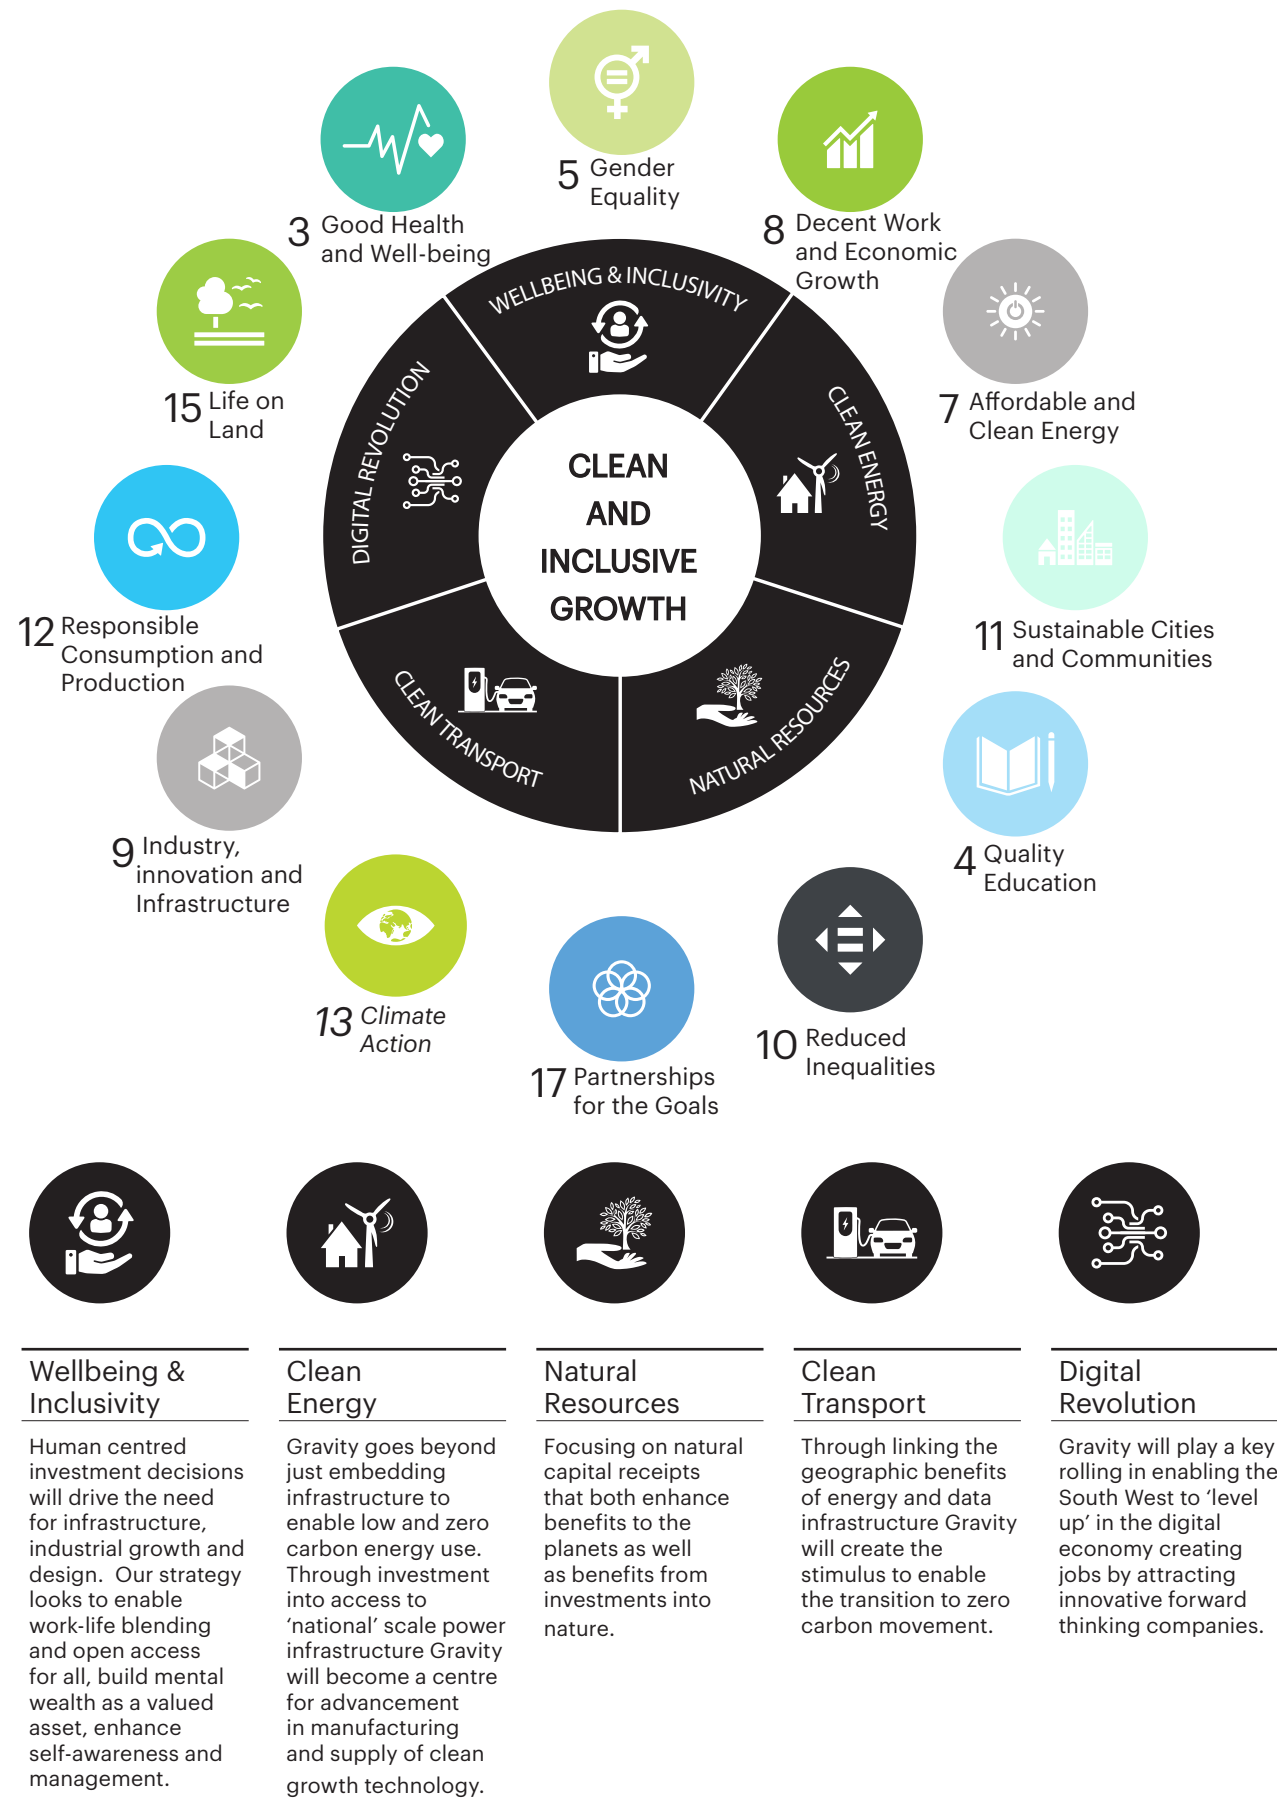 5 Gender
Equality
3 Good Health
and Well-being
8 Decent Work
and Economic
Growth
15 Life on
Land
7 Affordable and
Clean Energy
12 Responsible
Consumption and
Production
11 Sustainable Cities
and Communities
9 Industry,
innovation and
Infrastructure
4 Quality
Education
13 Climate
Action
10 Reduced
Inequalities
17 Partnerships
for the Goals
WELLBEING & INCLUSIVITY
CLEAN ENERGY
NATURAL RESOURCES
CLEAN TRANSPORT
DIGITAL REVOLUTION
CLEAN
AND
INCLUSIVE
GROWTH
Wellbeing &
Inclusivity
Human centred
investment decisions
will drive the need
for infrastructure,
industrial growth and
design.  Our strategy
looks to enable
work-life blending
and open access
for all, build mental
wealth as a valued
asset, enhance
self-awareness and
management.
Clean
Energy
Gravity goes beyond
just embedding
infrastructure to
enable low and zero
carbon energy use.
Through investment
into access to
‘national’ scale power
infrastructure Gravity
will become a centre
for advancement
in manufacturing
and supply of clean
growth technology.
Natural
Resources
Focusing on natural
capital receipts
that both enhance
benefits to the
planets as well
as benefits from
investments into
nature.
Clean
Transport
Through linking the
geographic benefits
of energy and data
infrastructure Gravity
will create the
stimulus to enable
the transition to zero
carbon movement.
Digital
Revolution
Gravity will play a key
rolling in enabling the
South West to ‘level
up’ in the digital
economy creating
jobs by attracting
innovative forward
thinking companies.